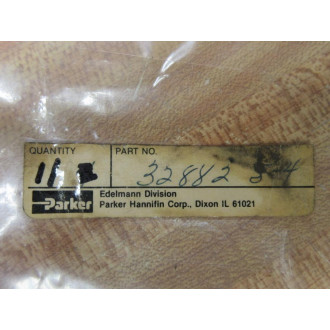 QUANTITY PART NO.
32882
Parker
Edelmann Division
Parker Hannifin Corp., Dixon IL 61021